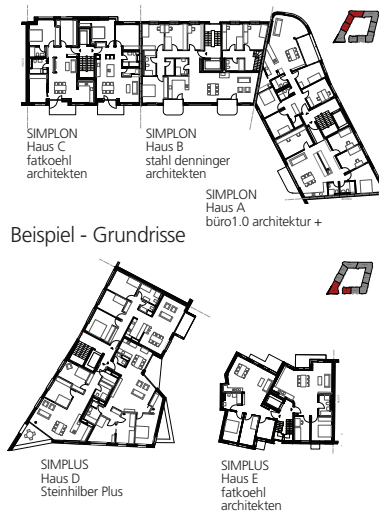 SIMPLON
Haus C
fatkoehl
architekten
SIMPLON
Haus B
stahl denninger
architekten
SIMPLON
Haus A
büro1.0 architektur +
Beispiel - Grundrisse
SIMPLUS
Haus D
Steinhilber Plus
SIMPLUS
Haus E
fatkoehl
architekten